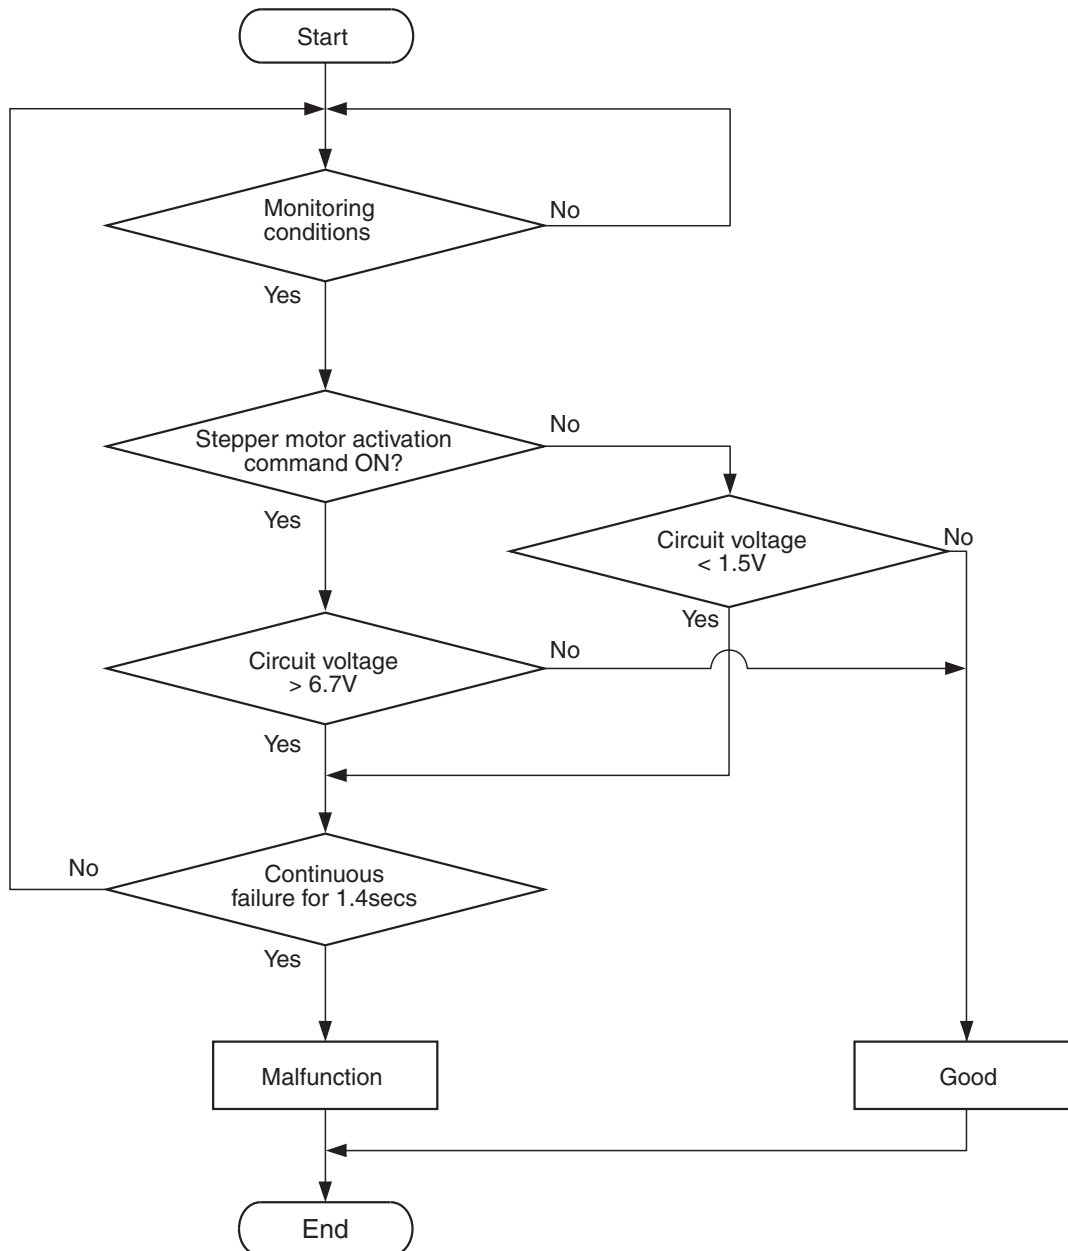 Start
Monitoring
conditions
No
Yes
Stepper motor activation
command ON?
No
Yes
Circuit voltage
< 1.5V
No
Yes
Circuit voltage
> 6.7V
No
Yes
Continuous
failure for 1.4secs
No
Yes
Malfunction
Good
End